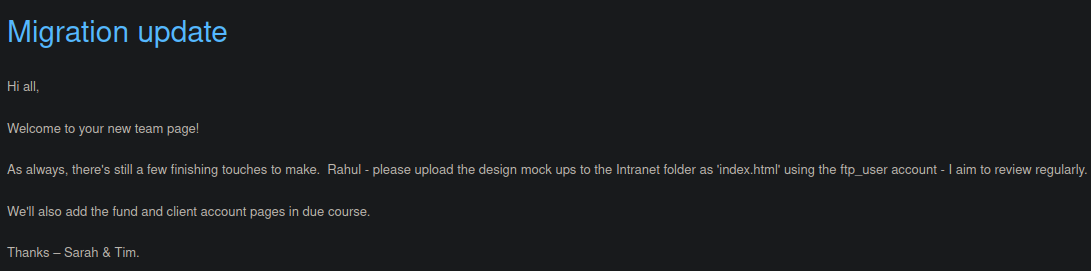 Migration update
Hi all,
Welcome to your new team page!
As always, there's still a few finishing touches to make.  Rahul - please upload the design mock ups to the Intranet folder as 'index.html' using the ftp_user account - I aim to review regularly.
We'll also add the fund and client account pages in due course.
Thanks – Sarah & Tim.